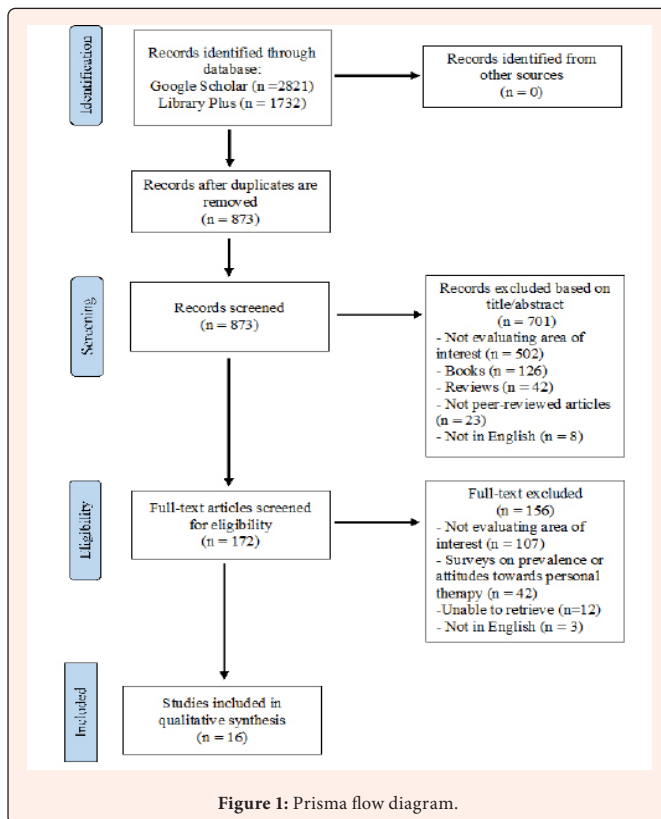 Identification
Records identified through
database:
Google Scholar (n =2821)
Library Plus (n = 1732)
Records identified from
other sources
(n = 0)
Records after duplicates are
removed
(n = 873)
Screening
Records screened
(n = 873)
Records excluded based on
title/abstract
(n = 701)
- Not evaluating area of
interest (n = 502)
- Books (n = 126)
- Reviews (n = 42)
- Not peer-reviewed articles
(n = 23)
- Not in English (n = 8)
Eligibility
Full-text articles screened
for eligibility
(n = 172)
Full-text excluded
(n = 156)
- Not evaluating area of
interest (n = 107)
- Surveys on prevalence or
attitudes towards personal
therapy (n = 42)
-Unable to retrieve (n=12)
- Not in English (n = 3)
Included
Studies included in
qualitative synthesis
(n = 16)
Figure 1: Prisma flow diagram.